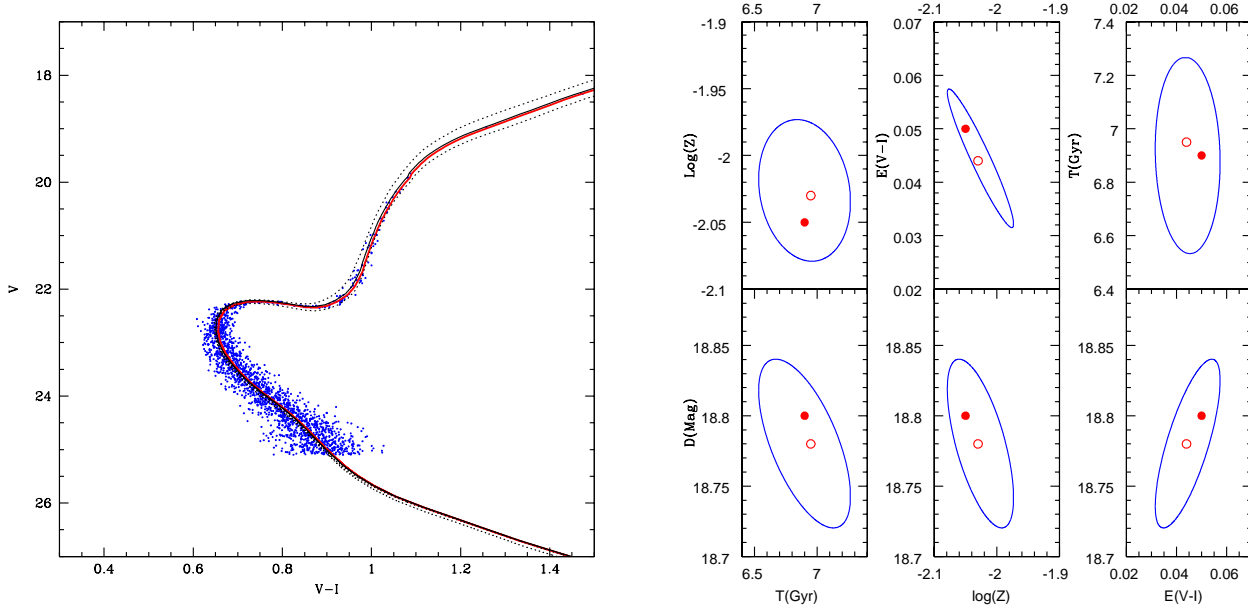 18
20
22
24
26
V
0.4 0.6 0.8 1 1.2 1.4
V-I
6.5 7
-2.1 -2 -1.9
0.02 0.04 0.06
-1.9
-1.95
-2
-2.05
-2.1
Log(Z)
0.07
0.06
0.05
0.04
0.03
0.02
E(V-I)
7.4
7.2
7
6.8
6.6
6.4
T(Gyr)
18.85
18.8
18.75
18.7
D(Mag)
18.85
18.8
18.75
18.7
18.85
18.8
18.75
18.7
6.5 7
T(Gyr)
-2.1 -2 -1.9
log(Z)
0.02 0.04 0.06
E(V-I)